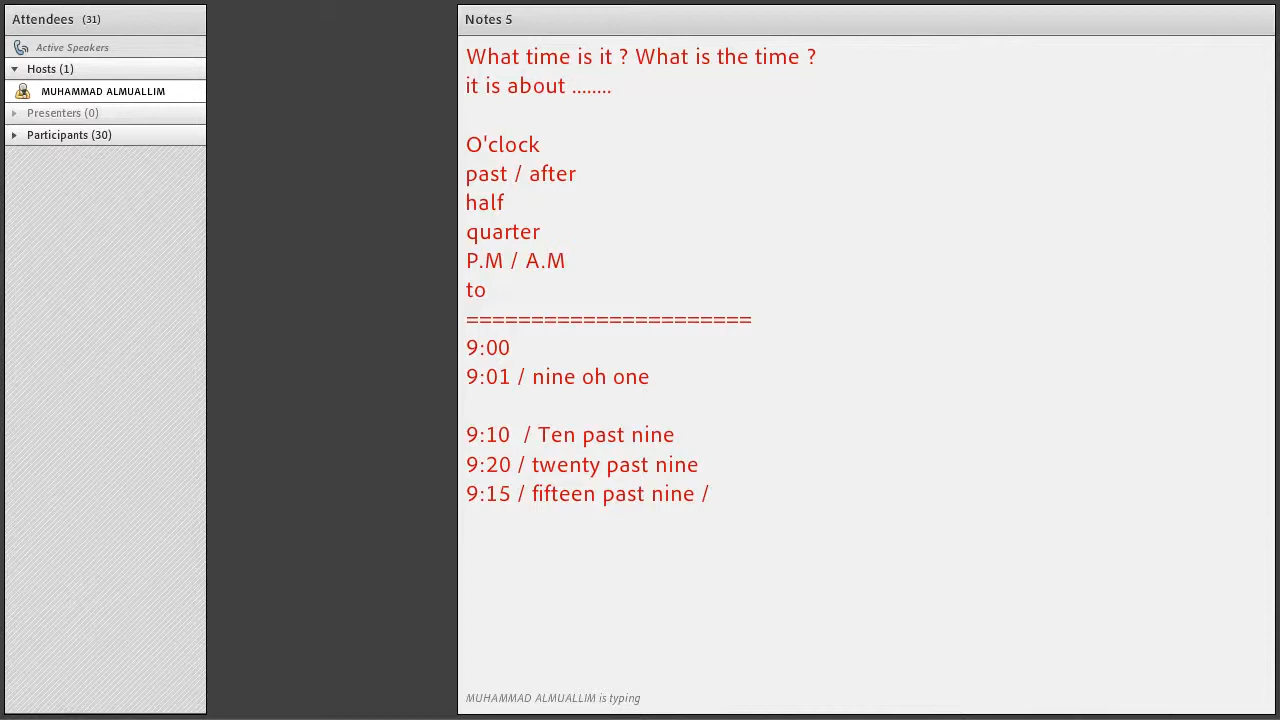 Attendees (31)
Active Speakers
Hosts (1)
MUHAMMAD ALMUALLIM
Presenters (0)
Participants (30)
Notes 5
What time is it ? What is the time ?
it is about ........
O'clock
past / after
half
quarter
P.M / A.M
to
======================
9:00
9:01 / nine oh one
9:10  / Ten past nine
9:20 / twenty past nine
9:15 / fifteen past nine /
MUHAMMAD ALMUALLIM is typing